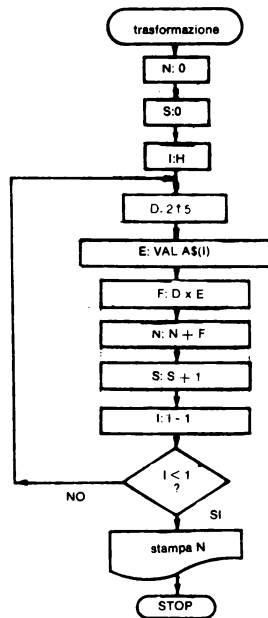 trasformazione
N: 0
S:0
I:H
D. 2↑5
E: VAL A$(I)
F: D x E
N: N + F
S: S + 1
I: I - 1
I < 1
?
NO
SI
stampa N
STOP